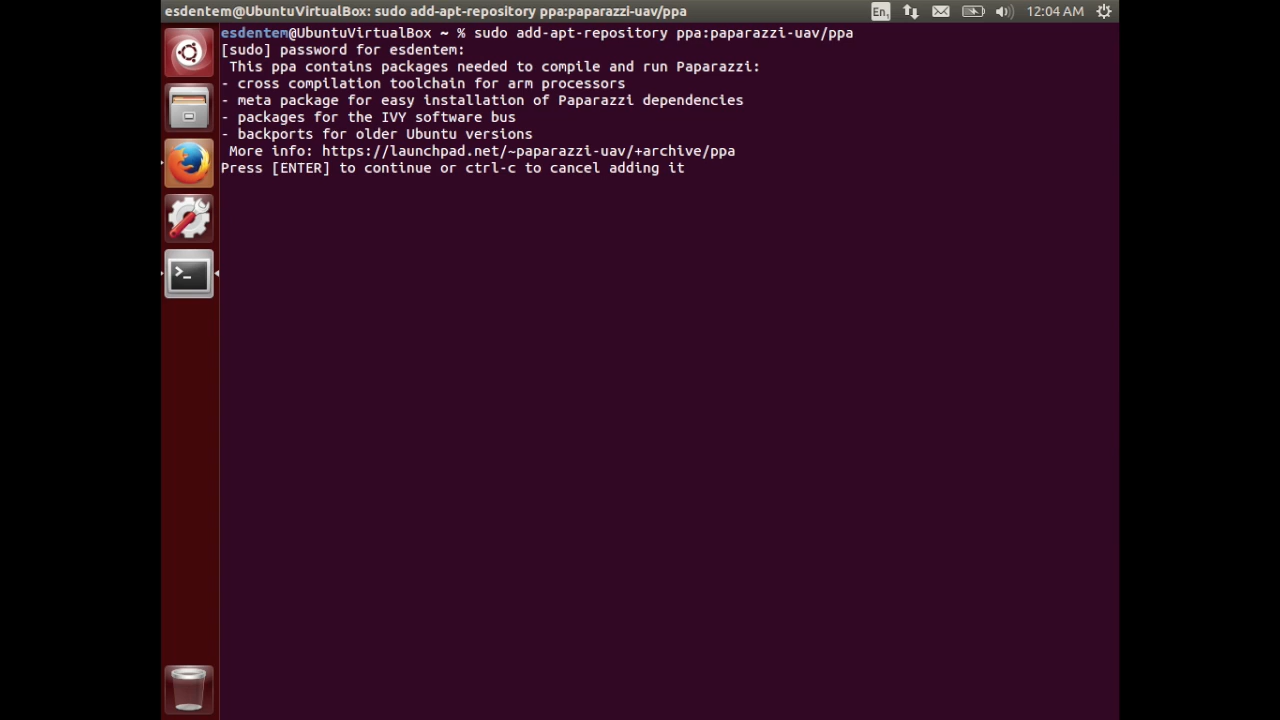 esdentem@UbuntuVirtualBox: sudo add-apt-repository ppa:paparazzi-uav/ppa
En1 12:04 AM
esdentem@UbuntuVirtualBox ~ % sudo add-apt-repository ppa:paparazzi-uav/ppa
[sudo] password for esdentem:
 This ppa contains packages needed to compile and run Paparazzi:
- cross compilation toolchain for arm processors
- meta package for easy installation of Paparazzi dependencies
- packages for the IVY software bus
- backports for older Ubuntu versions
 More info: https://launchpad.net/~paparazzi-uav/+archive/ppa
Press [ENTER] to continue or ctrl-c to cancel adding it